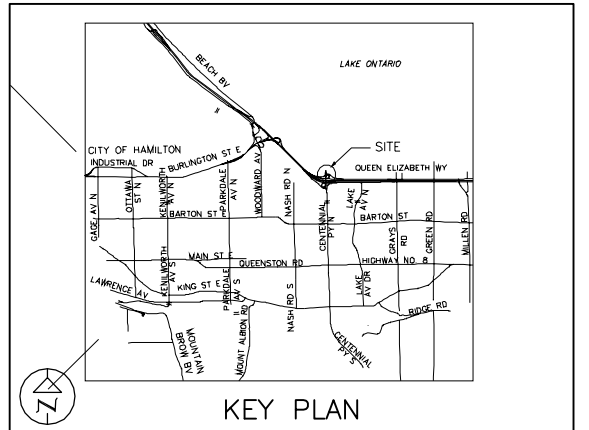 LAKE ONTARIO
BEACH BV
SITE
CITY OF HAMILTON
INDUSTRIAL DR
BURLINGTON ST E
QUEEN ELIZABETH WY
GAGE AV N
OTTAWA
ST N
KENILWORTH
AV N
PARKDALE
AV N
WOODWARD AV
NASH RD N
CENTENNIAL
PY N
LAKE
AV N
GRAYS
RD
GREEN RD
MILLEN RD
BARTON ST E
BARTON ST
MAIN ST E
QUEENSTON RD
HIGHWAY NO. 8
LAWRENCE AV
KENILWORTH
AV S
KING ST E
PARKDALE
AV S
NASH RD S
LAKE
AV DR
RIDGE RD
MOUNTAIN
BROW BV
MOUNT ALBION RD
CENTENNIAL
PY S
N
KEY PLAN